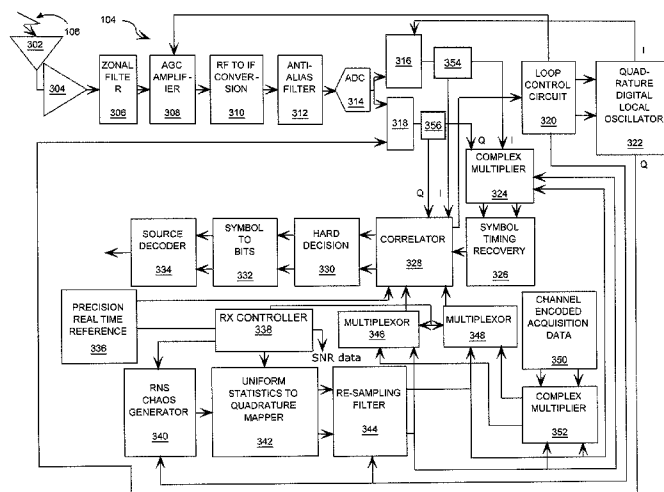 106
104
302
304
ZONAL
FILTE
R
306
AGC
AMPLIFI
ER
308
RF TO IF
CONVER-
SION
310
ANTI-
ALIAS
FILTER
312
ADC
314
316
354
318
356
LOOP
CONTROL
CIRCUIT
320
I
QUAD-
RATURE
DIGITAL
LOCAL
OSCILLATOR
322
Q
Q
I
COMPLEX
MULTIPLIER
324
Q
I
SOURCE
DECODER
334
SYMBOL
TO
BITS
332
HARD
DECISION
330
CORRELATOR
328
SYMBOL
TIMING
RECOVERY
326
PRECISION
REAL TIME
REFERENCE
336
RX CONTROLLER
338
SNR data
MULTIPLEXOR
346
MULTIPLEXOR
348
CHANNEL
ENCODED
ACQUISITION
DATA
350
RNS
CHAOS
GENERATOR
340
UNIFORM
STATISTICS TO
QUADRATURE
MAPPER
342
RE-SAMPLING
FILTER
344
COMPLEX
MULTIPLIER
352